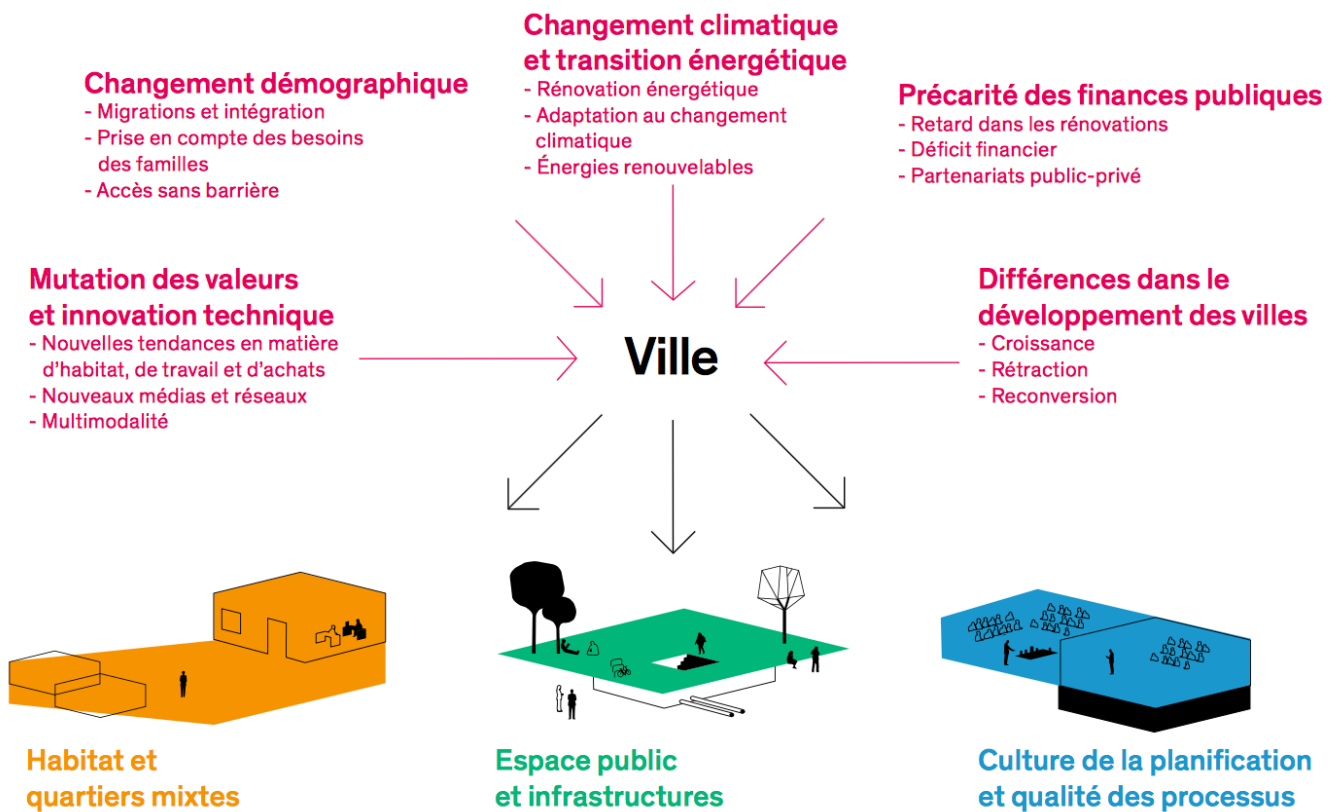 Changement climatique
et transition énergétique
- Rénovation énergétique
- Adaptation au changement
climatique
- Énergies renouvelables
Changement démographique
- Migrations et intégration
- Prise en compte des besoins
des familles
- Accès sans barrière
Précarité des finances publiques
- Retard dans les rénovations
- Déficit financier
- Partenariats public-privé
Mutation des valeurs
et innovation technique
- Nouvelles tendances en matière
d'habitat, de travail et d'achats
- Nouveaux médias et réseaux
- Multimodalité
Ville
Différences dans le
développement des villes
- Croissance
- Rétraction
- Reconversion
Habitat et
quartiers mixtes
Espace public
et infrastructures
Culture de la planification
et qualité des processus